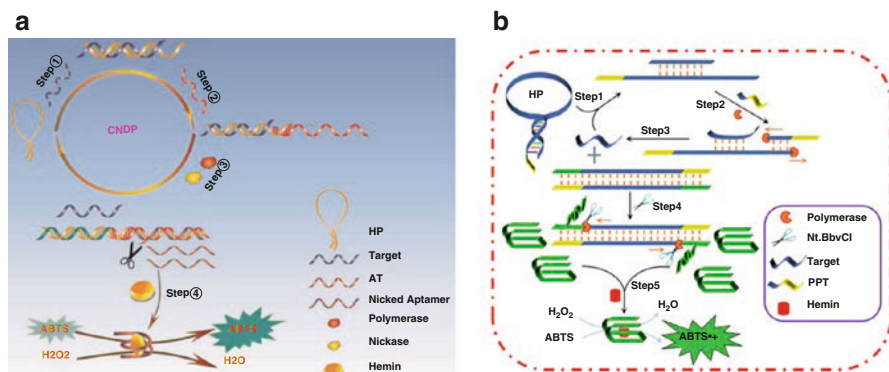 a
Step①
Step②
CNDP
Step③
HP
Target
AT
Nicked Aptamer
Polymerase
Nickase
Hemin
Step④
ABTS
ABTS
H2O2
H2O
b
HP
Step1
Step2
Step3
Step4
Step5
Polymerase
Nt.BbvCI
Target
PPT
Hemin
H₂O₂
H₂O
ABTS
ABTS•+